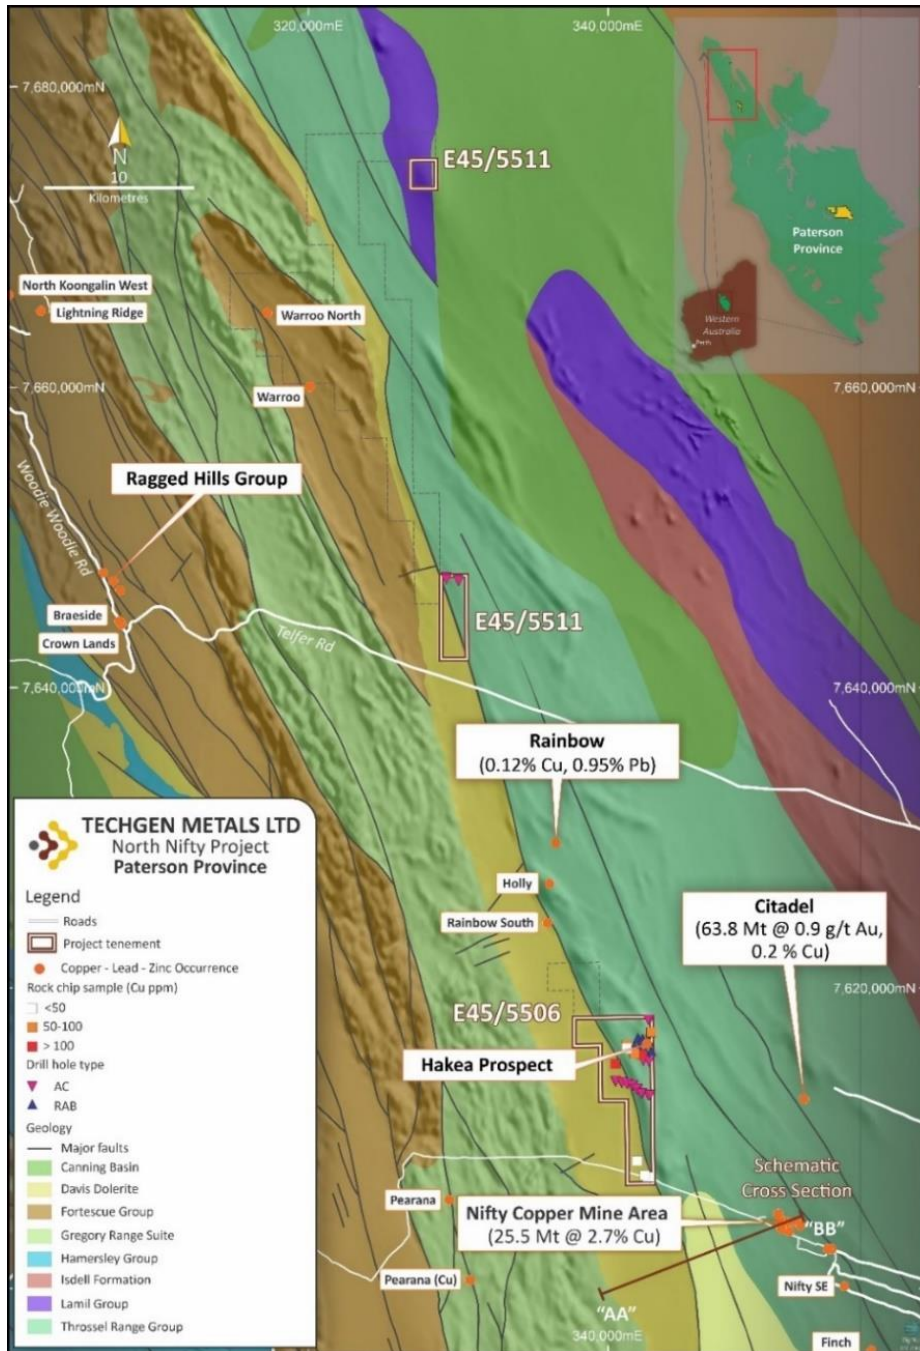 320,000mE
340,000mE
7,680,000mN
N
10
Kilometres
E45/5511
Paterson
Province
Western
Australia
Perth
North Koongalin West
Lightning Ridge
Warroo North
7,660,000mN
7,660,000mN
Warroo
Ragged Hills Group
Woodie Woodie Rd
Braeside
Crown Lands
Telfer Rd
E45/5511
7,640,000mN
7,640,000mN
Rainbow
(0.12% Cu, 0.95% Pb)
Holly
Rainbow South
Citadel
(63.8 Mt @ 0.9 g/t Au,
0.2 % Cu)
7,620,000mN
E45/5506
Hakea Prospect
Schematic
Cross Section
Pearana
Nifty Copper Mine Area
(25.5 Mt @ 2.7% Cu)
"BB"
Pearana (Cu)
Nifty SE
"AA"
340,000mE
Finch
TECHGEN METALS LTD
North Nifty Project
Paterson Province
Legend
Roads
Project tenement
Copper - Lead - Zinc Occurrence
Rock chip sample (Cu ppm)
<50
50-100
> 100
Drill hole type
AC
RAB
Geology
Major faults
Canning Basin
Davis Dolerite
Fortescue Group
Gregory Range Suite
Hamersley Group
Isdell Formation
Lamil Group
Throssel Range Group